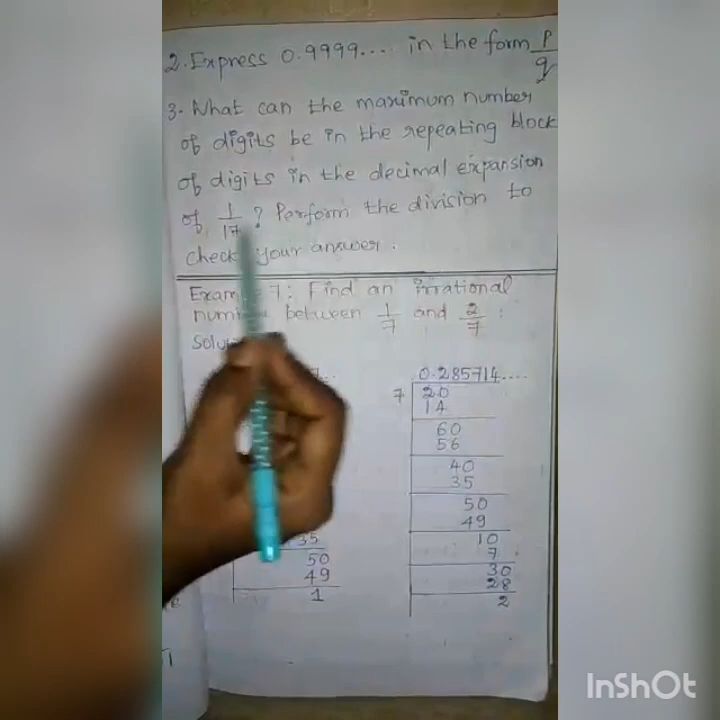 2. Express 0.9999.... in the form P/q
3. What can the maximum number
of digits be in the repeating block
of digits in the decimal expansion
of 1/17? Perform the division to
check your answer.
7: Find an irrational
between 1/7 and 2/7.
0.285714....
7 20
14
60
56
40
35
50
49
10
7
30
28
2
35
50
49
1
InShOt